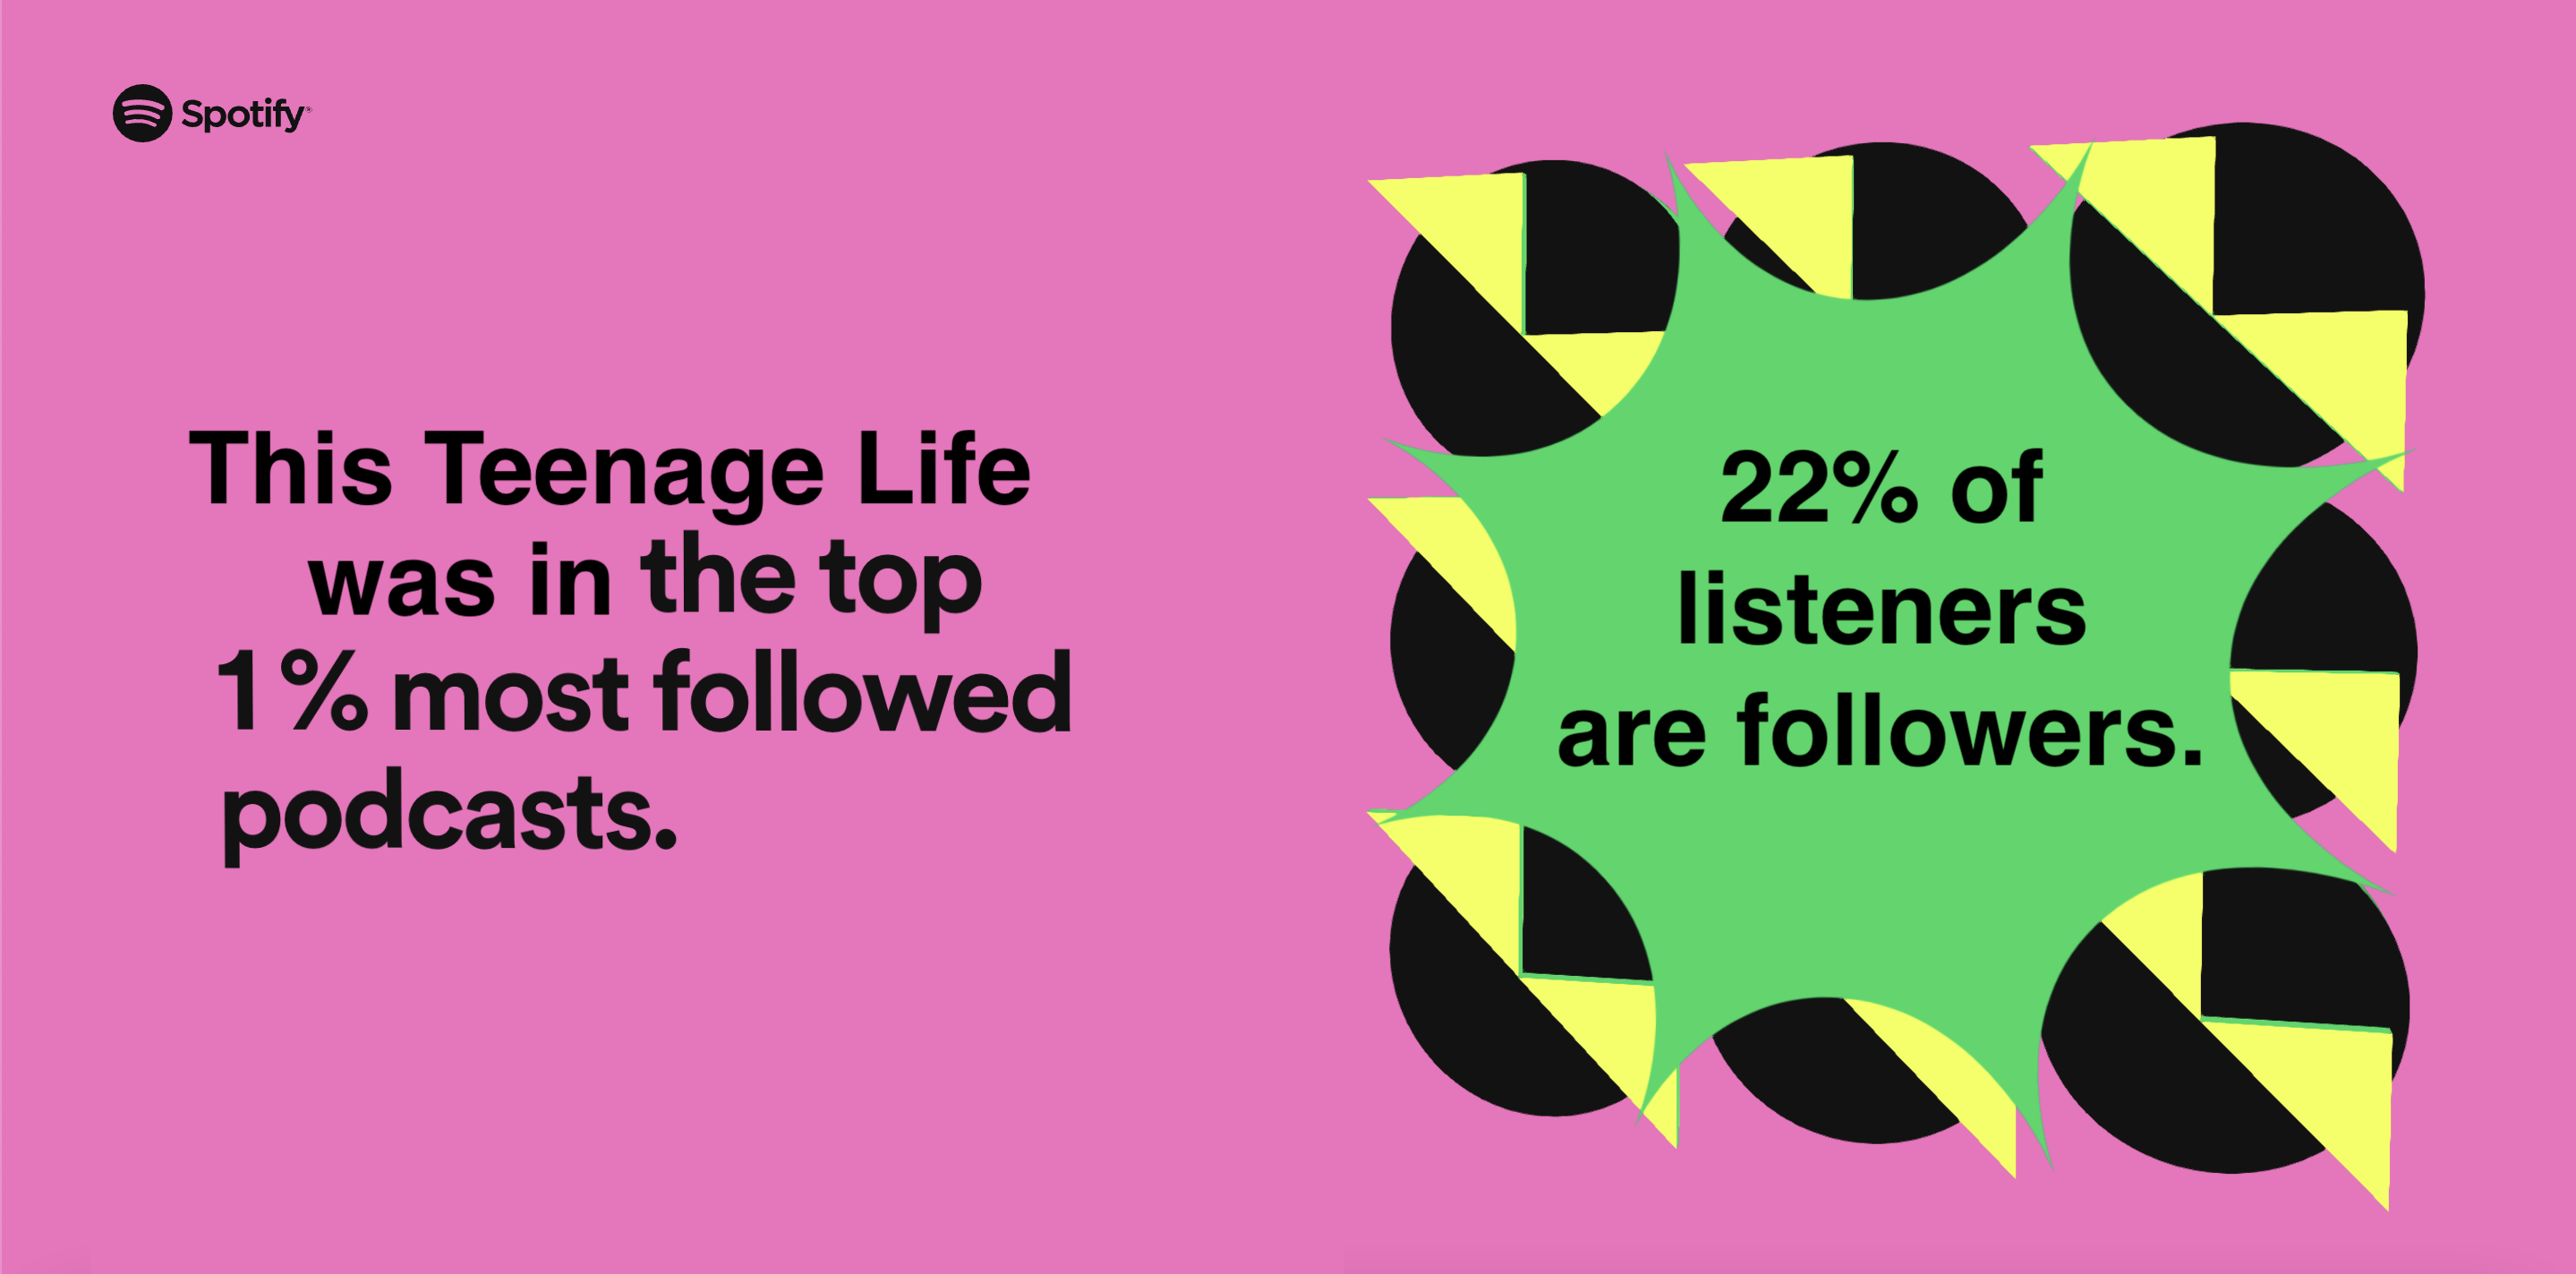 Spotify
This Teenage Life
was in the top
1% most followed
podcasts.
22% of
listeners
are followers.